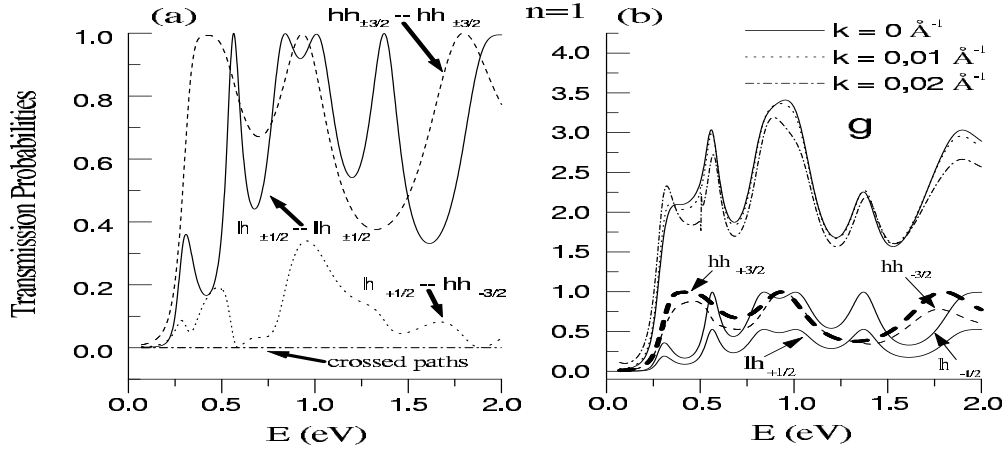 (a)
hh ±3/2 -- hh ±3/2
n=1
(b)
k = 0 Å-1
k = 0,01 Å-1
k = 0,02 Å-1
Transmission Probabilities
1.0
0.8
0.6
0.4
0.2
0.0
lh ±1/2 -- lh ±1/2
lh +1/2 -- hh -3/2
crossed paths
0.0 0.5 1.0 1.5 2.0
E (eV)
4.0
3.5
3.0
2.5
2.0
1.5
1.0
0.5
0.0
g
hh +3/2
hh -3/2
lh +1/2
lh -1/2
0.0 0.5 1.0 1.5 2.0
E (eV)